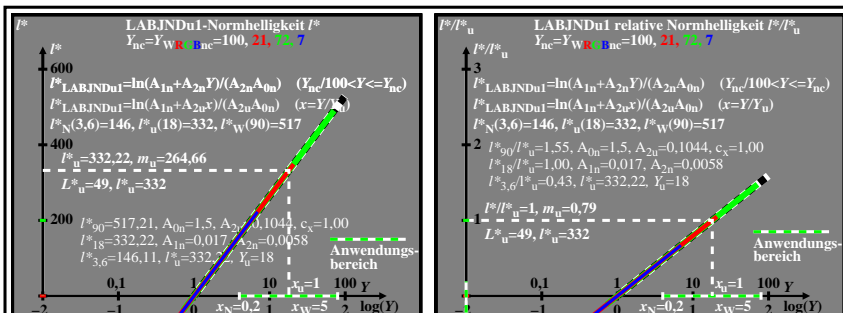 l* LABJNDu1-Normhelligkeit l*
Ync=YWRGBnc=100, 21, 72, 7
l*
600
l*LABJNDu1=ln(A1n+A2nY)/(A2nA0n) (Ync/100<Y<=Ync)
l*LABJNDu1=ln(A1n+A2ux)/(A2uA0n) (x=Y/Yu)
l*N(3,6)=146, l*u(18)=332, l*W(90)=517
400
l*u=332,22, mu=264,66
L*u=49, l*u=332
200
l*90=517,21, A0n=1,5, A2u=0,1044, cx=1,00
l*18=332,22, A1n=0,017, A2n=0,0058
l*3,6=146,11, l*u=332,22, Yu=18
Anwendungs-
bereich
xu=1
0,1 1 10 100 Y
−2 −1 0 1 2 log(Y)
xN=0,2 xW=5
l*/l*u LABJNDu1 relative Normhelligkeit l*/l*u
Ync=YWRGBnc=100, 21, 72, 7
l*/l*u
3
l*LABJNDu1=ln(A1n+A2nY)/(A2nA0n) (Ync/100<Y<=Ync)
l*LABJNDu1=ln(A1n+A2ux)/(A2uA0n) (x=Y/Yu)
l*N(3,6)=146, l*u(18)=332, l*W(90)=517
2
l*90/l*u=1,55, A0n=1,5, A2u=0,1044, cx=1,00
l*18/l*u=1,00, A1n=0,017, A2n=0,0058
l*3,6/l*u=0,43, l*u=332,22, Yu=18
l*/l*u=1, mu=0,79
1
L*u=49, l*u=332
Anwendungs-
bereich
xu=1
0,1 1 10 100 Y
−2 −1 0 1 2 log(Y)
xN=0,2 xW=5